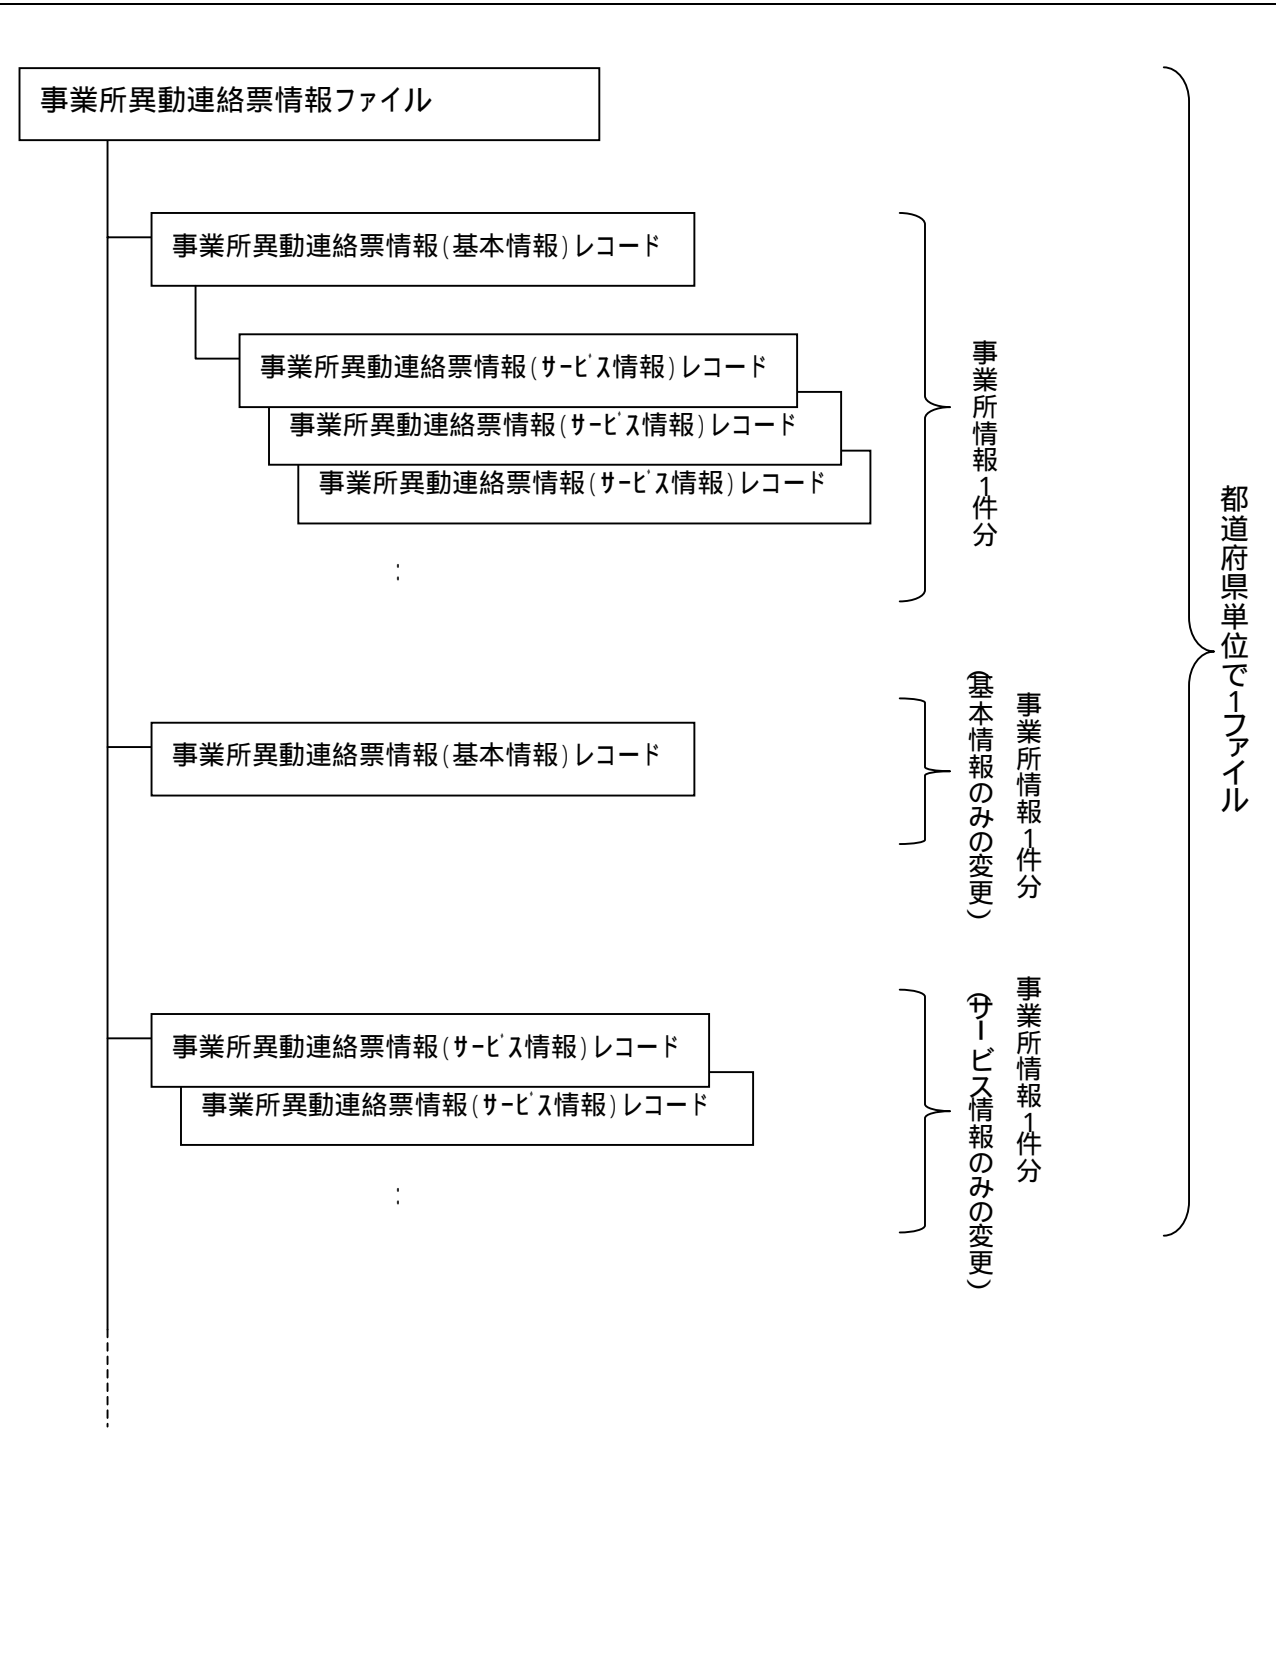 事業所異動連絡票情報ファイル
事業所異動連絡票情報(基本情報)レコード
事業所異動連絡票情報(ｻｰﾋﾞｽ情報)レコード
事業所異動連絡票情報(ｻｰﾋﾞｽ情報)レコード
事業所異動連絡票情報(ｻｰﾋﾞｽ情報)レコード
:
事業所情報1件分
事業所異動連絡票情報(基本情報)レコード
事業所情報1件分
(基本情報のみの変更)
事業所異動連絡票情報(ｻｰﾋﾞｽ情報)レコード
事業所異動連絡票情報(ｻｰﾋﾞｽ情報)レコード
:
事業所情報1件分
(サービス情報のみの変更)
都道府県単位で1ファイル